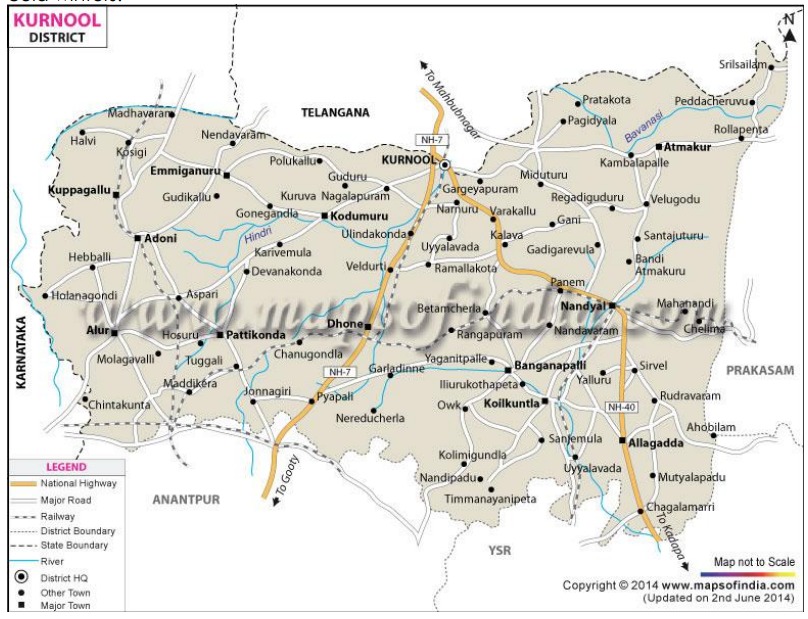 KURNOOL
DISTRICT
N
Srilsailam
To Mahbubnagar
Pratakota
Peddacheruvu
Madhavaram
TELANGANA
Pagidyala
Bavanasi
Rollapenta
Halvi
Kosigi
Nendavaram
NH-7
Atmakur
Polukallu
KURNOOL
Kambalapalle
Emmiganuru
Guduru
Gargeyapuram
Miduturu
Kuppagallu
Gudikallu
Kuruva
Nagalapuram
Regadiguduru
Velugodu
Gonegandla
Kodumuru
Narnuru
Varakallu
Gani
Hindri
Ulindakonda
Kalava
Santajuturu
Adoni
Karivemula
Uyyalavada
Gadigarevula
Hebballi
Devanakonda
Veldurti
Ramallakota
Bandi
Atmakuru
Holanagondi
Aspari
Panem
www.mapsofindia.com
Betamcherla
Nandyal
Mahanandi
Alur
Hosuru
Pattikonda
Dhone
Rangapuram
Nandavaram
Chelima
KARNATAKA
Molagavalli
Tuggali
Chanugondla
Yaganitpalle
Banganapalli
Sirvel
PRAKASAM
Maddikera
NH-7
Garladinne
Yalluru
Iliurukothapeta
Chintakunta
Jonnagiri
Pyapali
Owk
Koilkuntla
NH-40
Rudravaram
Nereducherla
Ahobilam
Sanjemula
Allagadda
Kolimigundla
To Gooty
Nandipadu
Uyyalavada
Mutyalapadu
ANANTPUR
Timmanayanipeta
Chagalamarri
To Kadapa
YSR
LEGEND
National Highway
Major Road
Railway
District Boundary
State Boundary
River
District HQ
Other Town
Major Town
Map not to Scale
Copyright © 2014 www.mapsofindia.com
(Updated on 2nd June 2014)